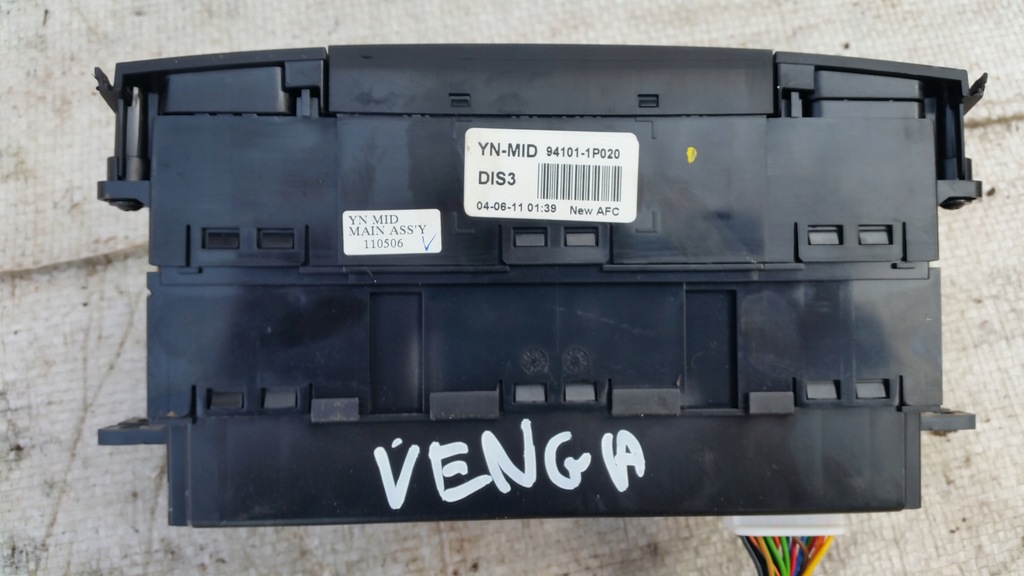 YN-MID 94101-1P020
DIS3
04-06-11 01:39 New AFC
YN MID
MAIN ASS'Y
110506
VENGA